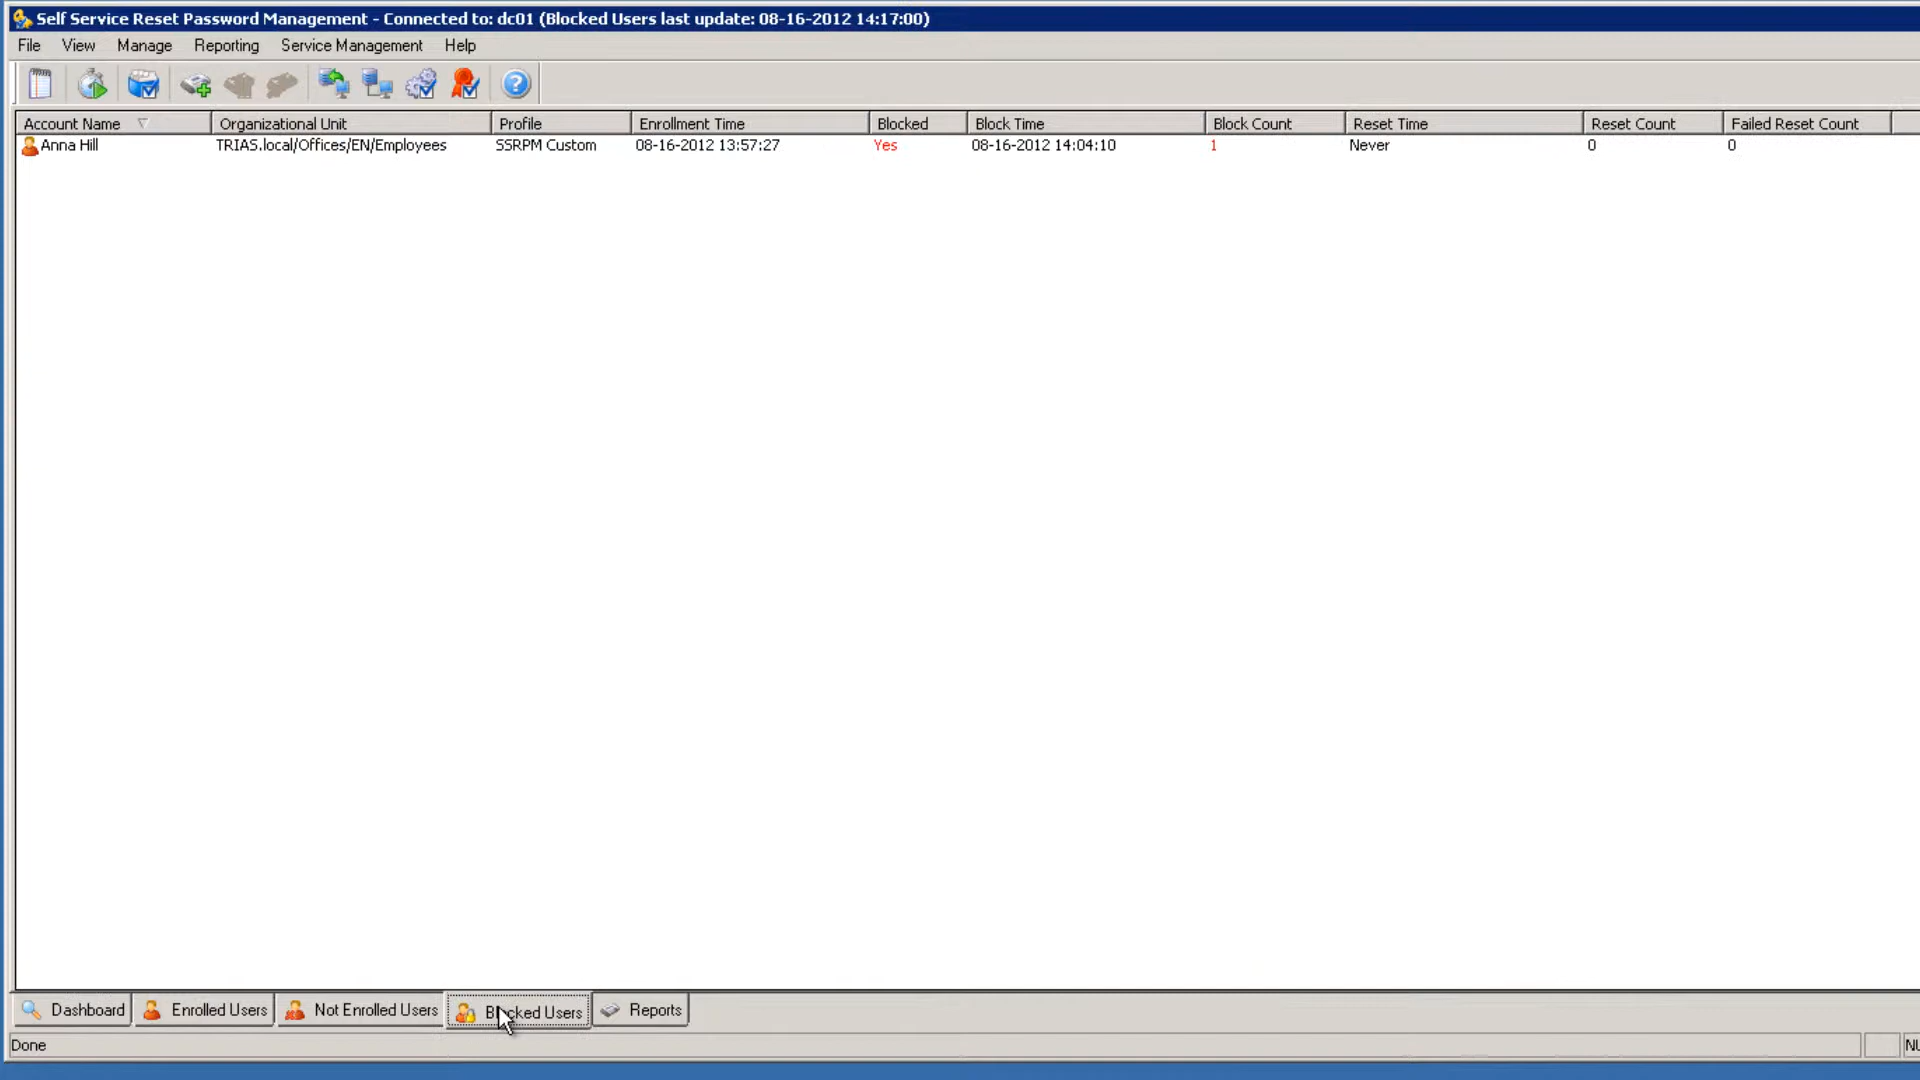 Self Service Reset Password Management - Connected to: dc01 (Blocked Users last update: 08-16-2012 14:17:00)
File View Manage Reporting Service Management Help
Account Name Organizational Unit Profile Enrollment Time Blocked Block Time Block Count Reset Time Reset Count Failed Reset Count
Anna Hill TRIAS.local/Offices/EN/Employees SSRPM Custom 08-16-2012 13:57:27 Yes 08-16-2012 14:04:10 1 Never 0 0
Dashboard Enrolled Users Not Enrolled Users Blocked Users Reports
Done